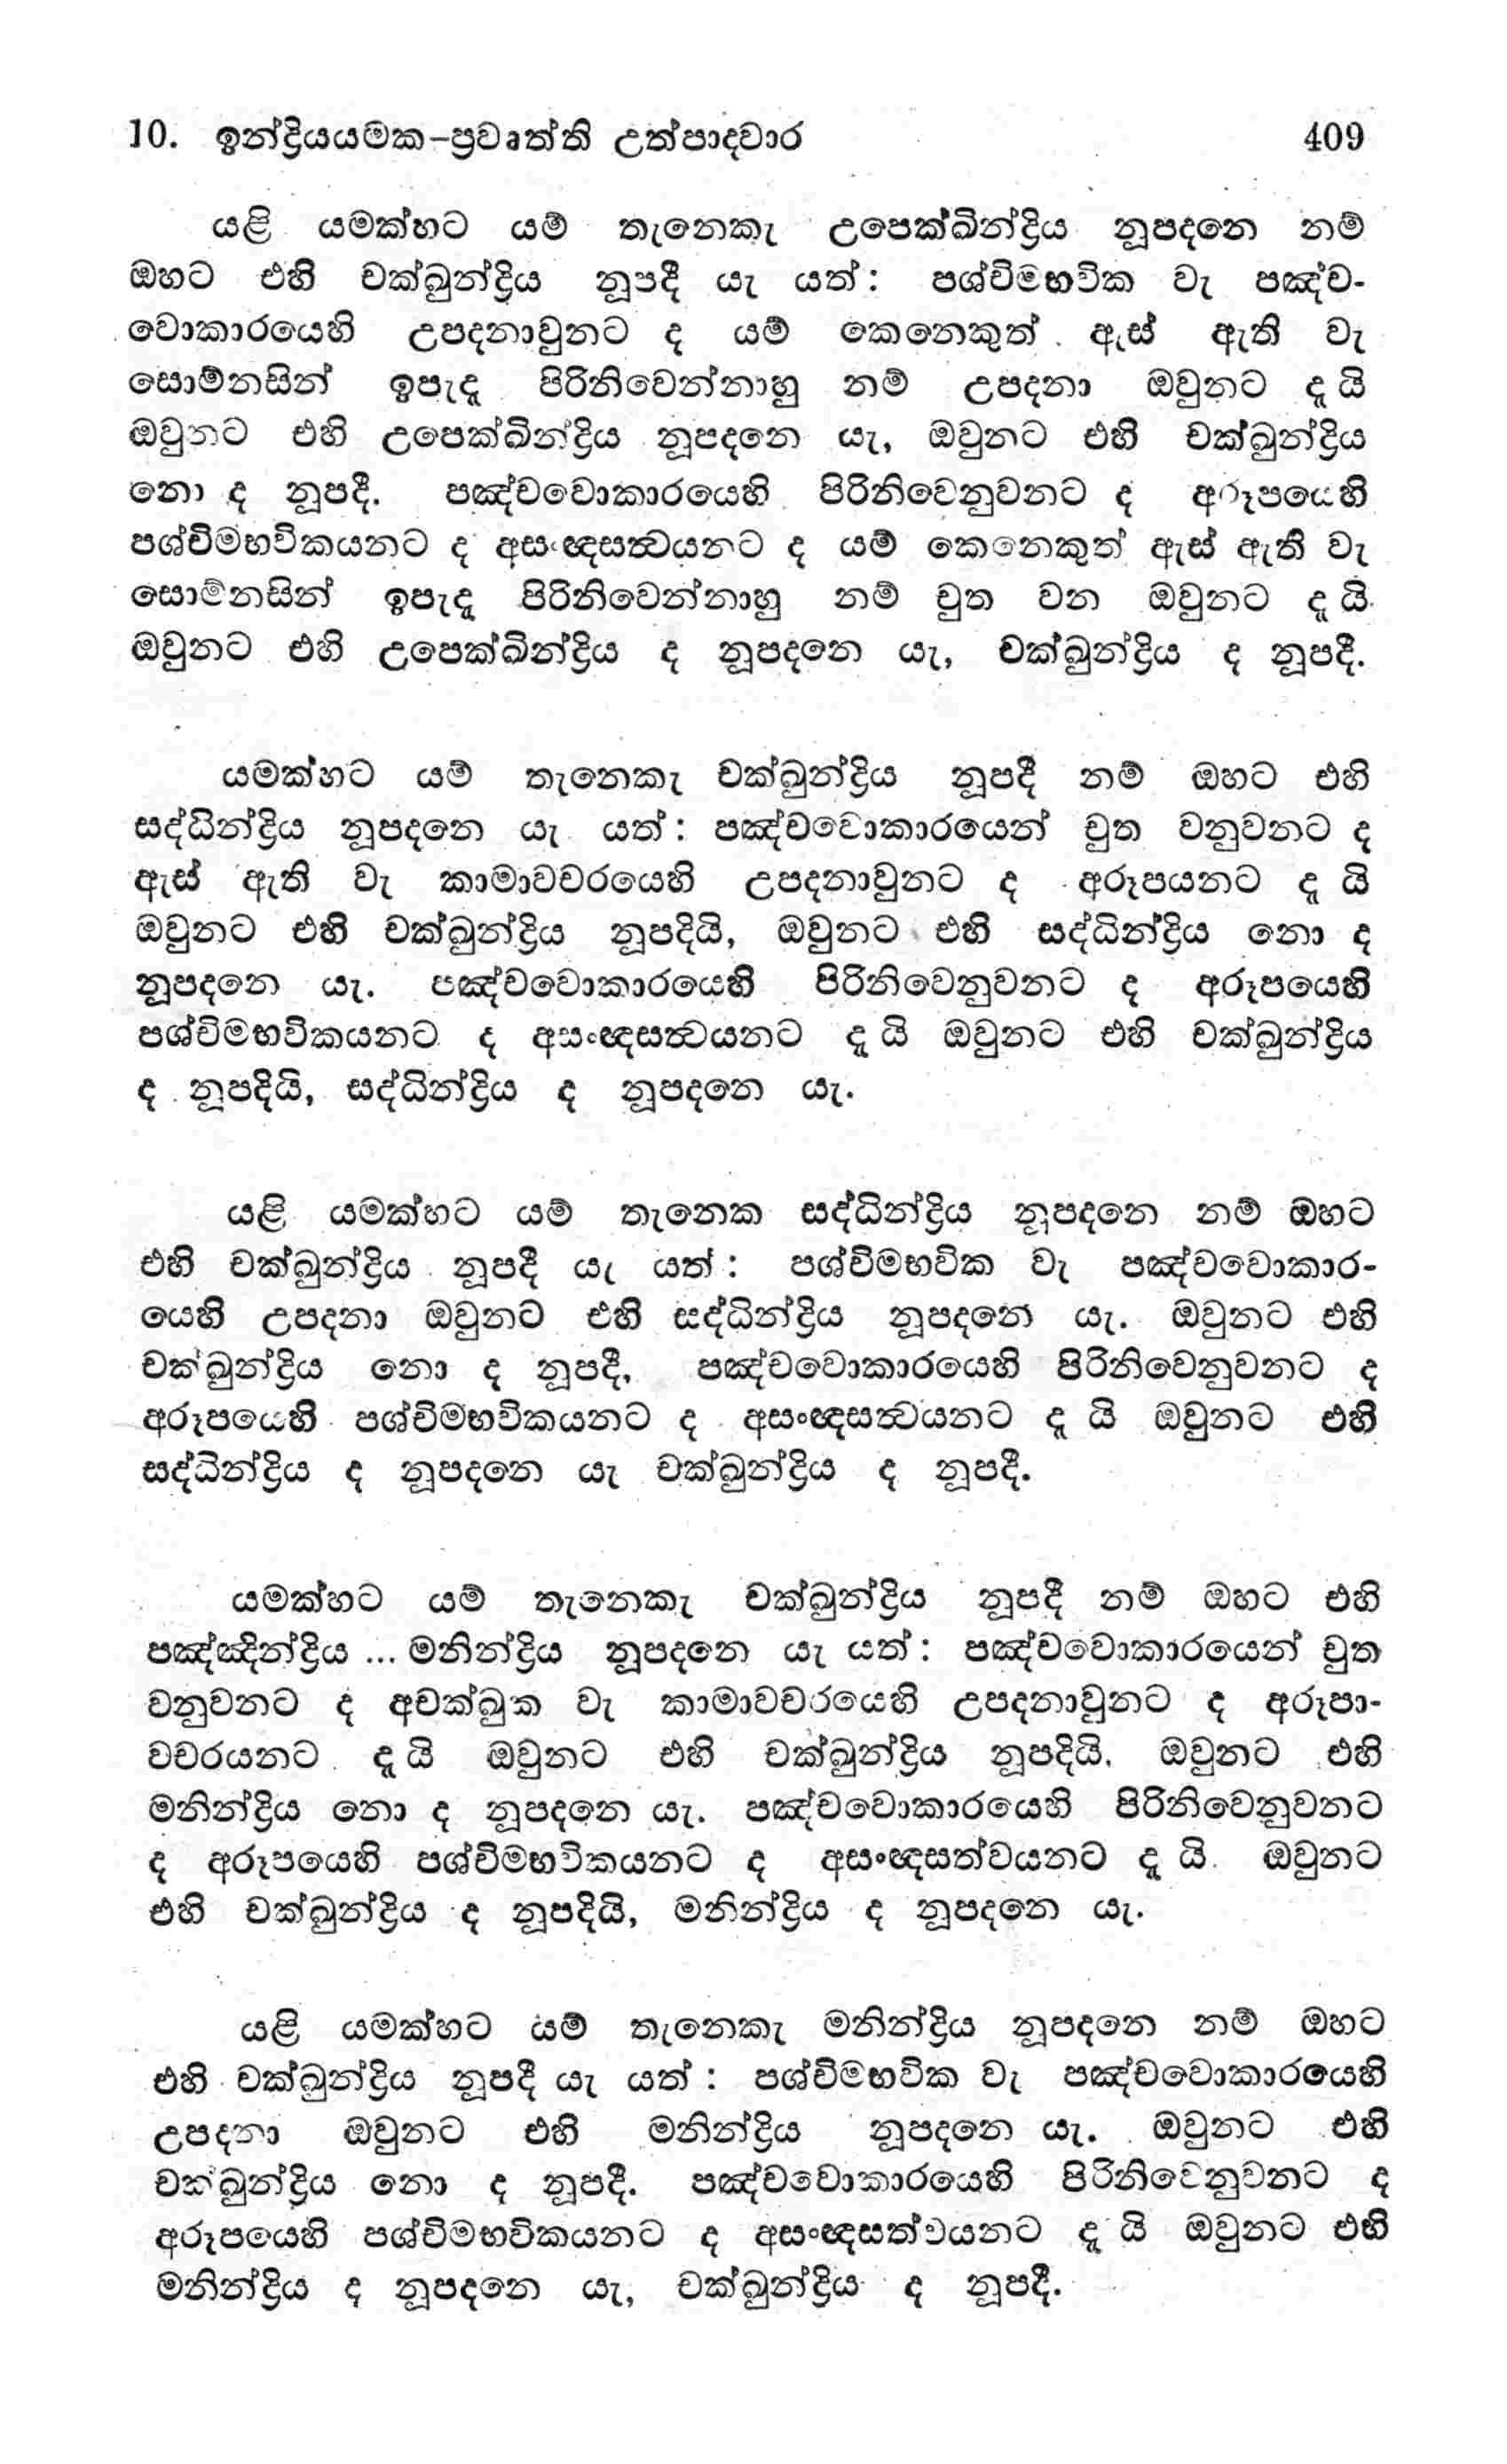 10. ඉන්ද්‍රියයමක-ප්‍රවෘත්ති උත්පාදවාර 409
යළි යමක්හට යම් තැනෙකැ උපෙක්ඛින්ද්‍රිය නූපදනෙ නම්
ඔහට එහි චක්ඛුන්ද්‍රිය නූපදී යැ යත්: පශ්චිමභවික වැ පඤ්ච-
වොකාරයෙහි උපදනාවුනට ද යම් කෙනෙකුත් ඇස් ඇති වැ
සොම්නසින් ඉපැදැ පිරිනිවෙන්නාහු නම් උපදනා ඔවුනට දැ යි
ඔවුනට එහි උපෙක්ඛින්ද්‍රිය නූපදනෙ යැ, ඔවුනට එහි චක්ඛුන්ද්‍රිය
නො ද නූපදී. පඤ්චවොකාරයෙහි පිරිනිවෙනුවනට ද අරූපයෙහි
පශ්චිමභවිකයනට ද අසංඥසත්‍වයනට ද යම් කෙනෙකුත් ඇස් ඇති වැ
සොම්නසින් ඉපැදැ පිරිනිවෙන්නාහු නම් චුත වන ඔවුනට දැ යි
ඔවුනට එහි උපෙක්ඛින්ද්‍රිය ද නූපදනෙ යැ, චක්ඛුන්ද්‍රිය ද නූපදී.
යමක්හට යම් තැනෙකැ චක්ඛුන්ද්‍රිය නූපදී නම් ඔහට එහි
සද්ධින්ද්‍රිය නූපදනෙ යැ යත්: පඤ්චවොකාරයෙන් චුත වනුවනට ද
ඇස් ඇති වැ කාමාවචරයෙහි උපදනාවුනට ද අරූපයනට දැ යි
ඔවුනට එහි චක්ඛුන්ද්‍රිය නූපදියි, ඔවුනට එහි සද්ධින්ද්‍රිය නො ද
නූපදනෙ යැ. පඤ්චවොකාරයෙහි පිරිනිවෙනුවනට ද අරූපයෙහි
පශ්චිමභවිකයනට ද අසංඥසත්‍වයනට දැ යි ඔවුනට එහි චක්ඛුන්ද්‍රිය
ද නූපදියි, සද්ධින්ද්‍රිය ද නූපදනෙ යැ.
යළි යමක්හට යම් තැනෙක සද්ධින්ද්‍රිය නූපදනෙ නම් ඔහට
එහි චක්ඛුන්ද්‍රිය නූපදී යැ යත්: පශ්චිමභවික වැ පඤ්චවොකාර-
යෙහි උපදනා ඔවුනට එහි සද්ධින්ද්‍රිය නූපදනේ යැ. ඔවුනට එහි
චක්ඛුන්ද්‍රිය නො ද නූපදී, පඤ්චවොකාරයෙහි පිරිනිවෙනුවනට ද
අරූපයෙහි පශ්චිමභවිකයනට ද අසංඥසත්‍වයනට දැ යි ඔවුනට එහි
සද්ධින්ද්‍රිය ද නූපදනෙ යැ චක්ඛුන්ද්‍රිය ද නූපදී.
යමක්හට යම් තැනෙකැ චක්ඛුන්ද්‍රිය නූපදී නම් ඔහට එහි
පඤ්ඤින්ද්‍රිය ... මනින්ද්‍රිය නූපදනෙ යැ යත්: පඤ්චවොකාරයෙන් චුත
වනුවනට ද අචක්ඛුක වැ කාමාවචරයෙහි උපදනාවුනට ද අරූපා-
වචරයනට දැ යි ඔවුනට එහි චක්ඛුන්ද්‍රිය නූපදියි. ඔවුනට එහි
මනින්ද්‍රිය නො ද නූපදනෙ යැ. පඤ්චවොකාරයෙහි පිරිනිවෙනුවනට
ද අරූපයෙහි පශ්චිමභවිකයනට ද අසංඥසත්වයනට දැ යි ඔවුනට
එහි චක්ඛුන්ද්‍රිය ද නූපදියි, මනින්ද්‍රිය ද නූපදනෙ යැ.
යළි යමක්හට යම් තැනෙකැ මනින්ද්‍රිය නූපදනෙ නම් ඔහට
එහි චක්ඛුන්ද්‍රිය නූපදී යැ යත්: පශ්චිමභවික වැ පඤ්චවොකාරයෙහි
උපදනා ඔවුනට එහි මනින්ද්‍රිය නූපදනෙ යැ. ඔවුනට එහි
චක්ඛුන්ද්‍රිය නො ද නූපදී. පඤ්චවොකාරයෙහි පිරිනිවෙනුවනට ද
අරූපයෙහි පශ්චිමභවිකයනට ද අසංඥසත්වයනට දැ යි ඔවුනට එහි
මනින්ද්‍රිය ද නූපදනෙ යැ, චක්ඛුන්ද්‍රිය ද නූපදී.